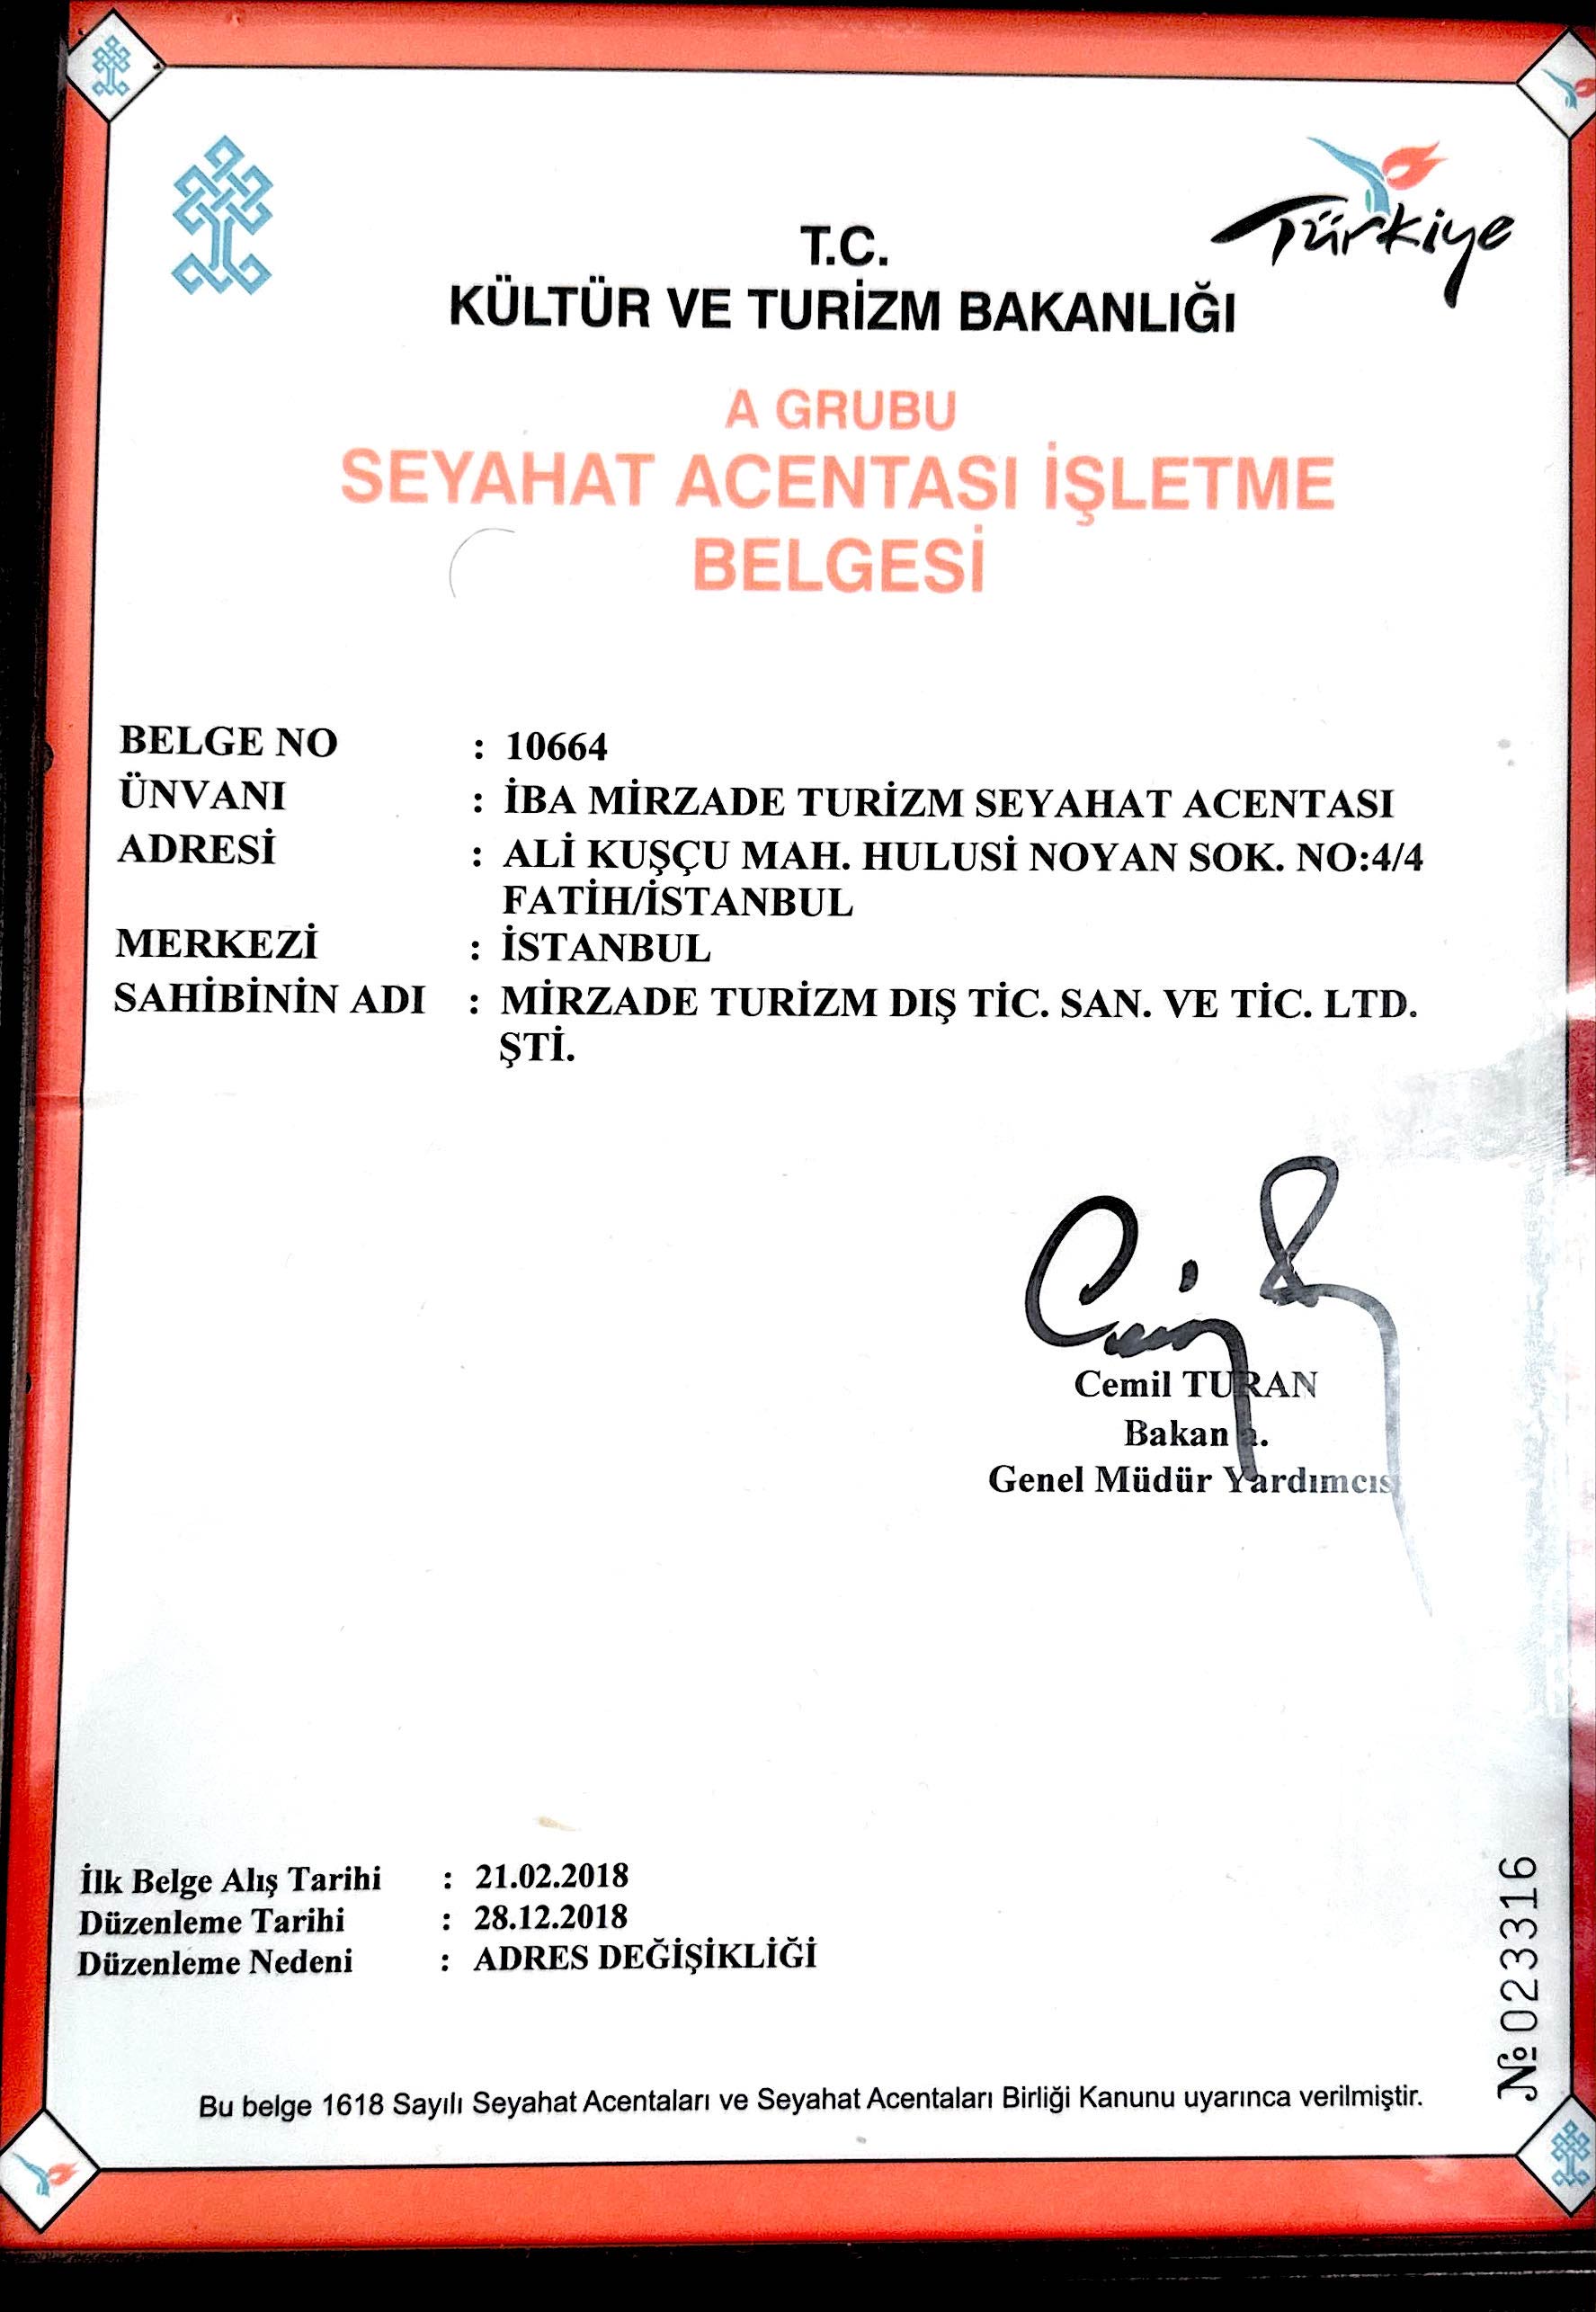 Türkiye
T.C.
KÜLTÜR VE TURİZM BAKANLIĞI
A GRUBU
SEYAHAT ACENTASI İŞLETME
BELGESİ
BELGE NO : 10664
ÜNVANI : İBA MİRZADE TURİZM SEYAHAT ACENTASI
ADRESİ : ALİ KUŞÇU MAH. HULUSİ NOYAN SOK. NO:4/4
FATİH/İSTANBUL
MERKEZİ : İSTANBUL
SAHİBİNİN ADI : MİRZADE TURİZM DIŞ TİC. SAN. VE TİC. LTD.
ŞTİ.
Cemil TURAN
Bakan a.
Genel Müdür Yardımcısı
İlk Belge Alış Tarihi : 21.02.2018
Düzenleme Tarihi : 28.12.2018
Düzenleme Nedeni : ADRES DEĞİŞİKLİĞİ
№ 023316
Bu belge 1618 Sayılı Seyahat Acentaları ve Seyahat Acentaları Birliği Kanunu uyarınca verilmiştir.